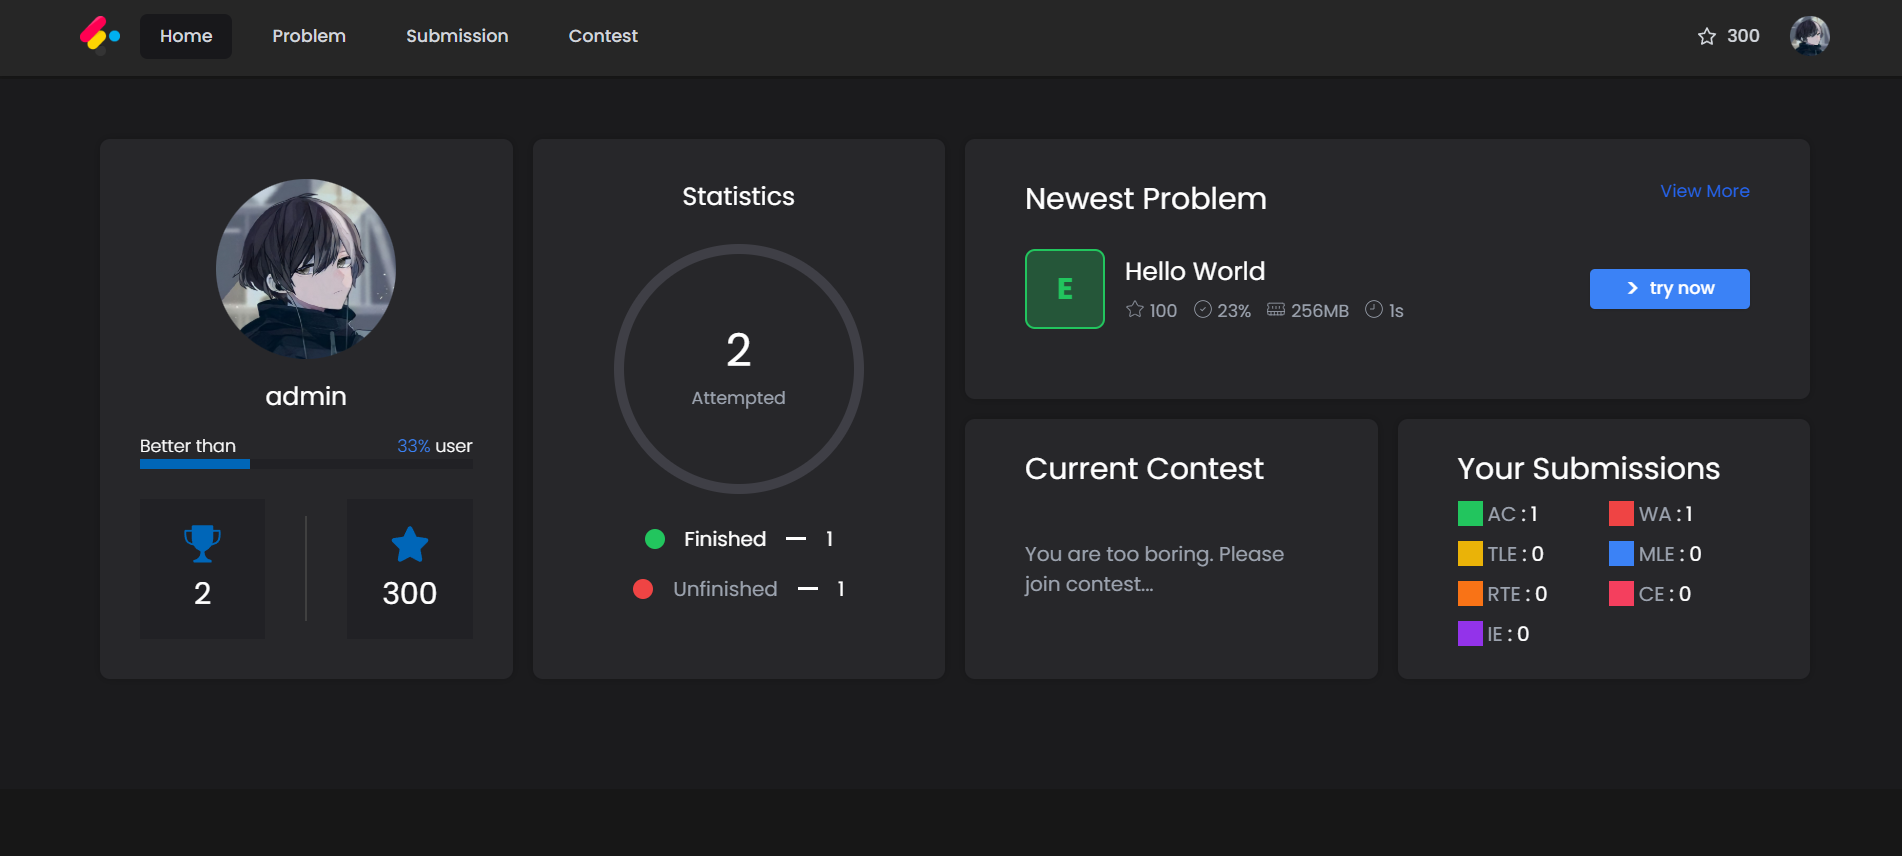 Home
Problem
Submission
Contest
300
admin
Better than 33% user
2
300
Statistics
2
Attempted
Finished — 1
Unfinished — 1
Newest Problem
View More
E
Hello World
100 23% 256MB 1s
try now
Current Contest
You are too boring. Please
join contest...
Your Submissions
AC : 1
WA : 1
TLE : 0
MLE : 0
RTE : 0
CE : 0
IE : 0